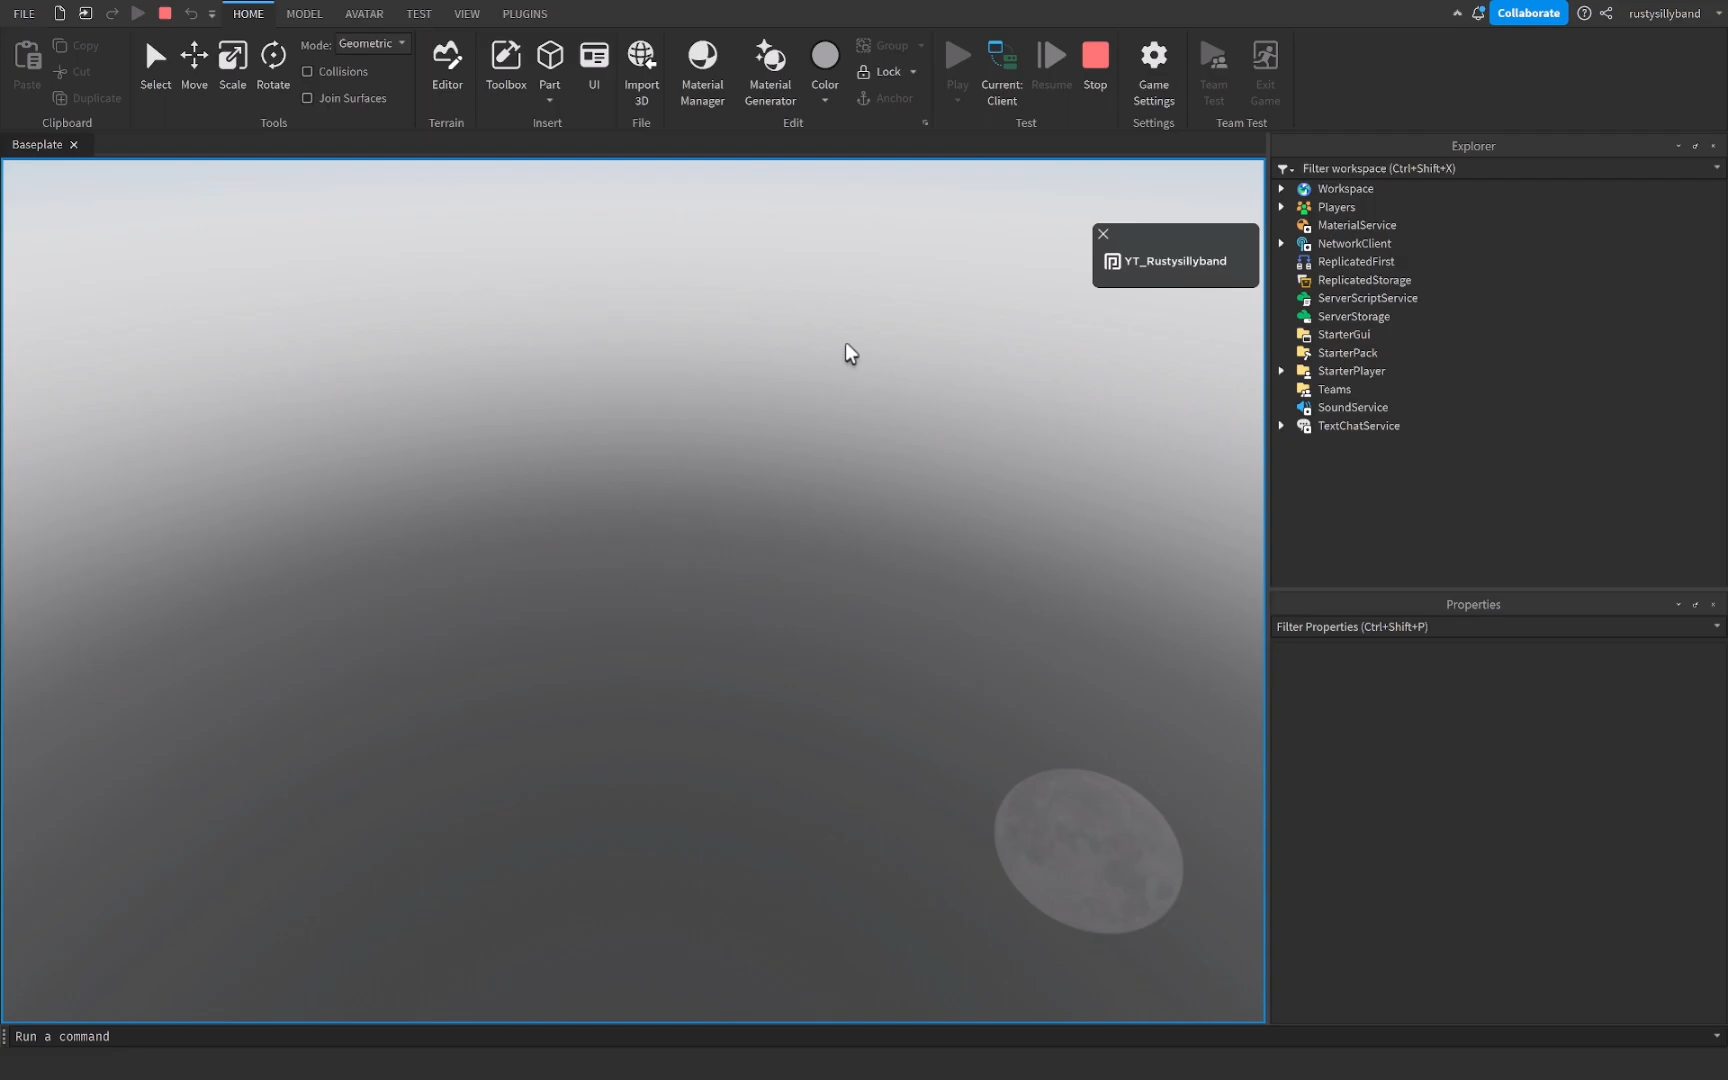 FILE HOME MODEL AVATAR TEST VIEW PLUGINS Collaborate rustysillyband
Paste Copy Cut Duplicate Clipboard
Select Move Scale Rotate Mode: Geometric Collisions Join Surfaces Tools
Editor Terrain
Toolbox Part UI Insert
Import 3D File
Material Manager Material Generator Color Group Lock Anchor Edit
Play Current: Client Resume Stop Test
Game Settings Settings
Team Test Exit Game Team Test
Baseplate
YT_Rustysillyband
Explorer
Filter workspace (Ctrl+Shift+X)
Workspace
Players
MaterialService
NetworkClient
ReplicatedFirst
ReplicatedStorage
ServerScriptService
ServerStorage
StarterGui
StarterPack
StarterPlayer
Teams
SoundService
TextChatService
Properties
Filter Properties (Ctrl+Shift+P)
Run a command